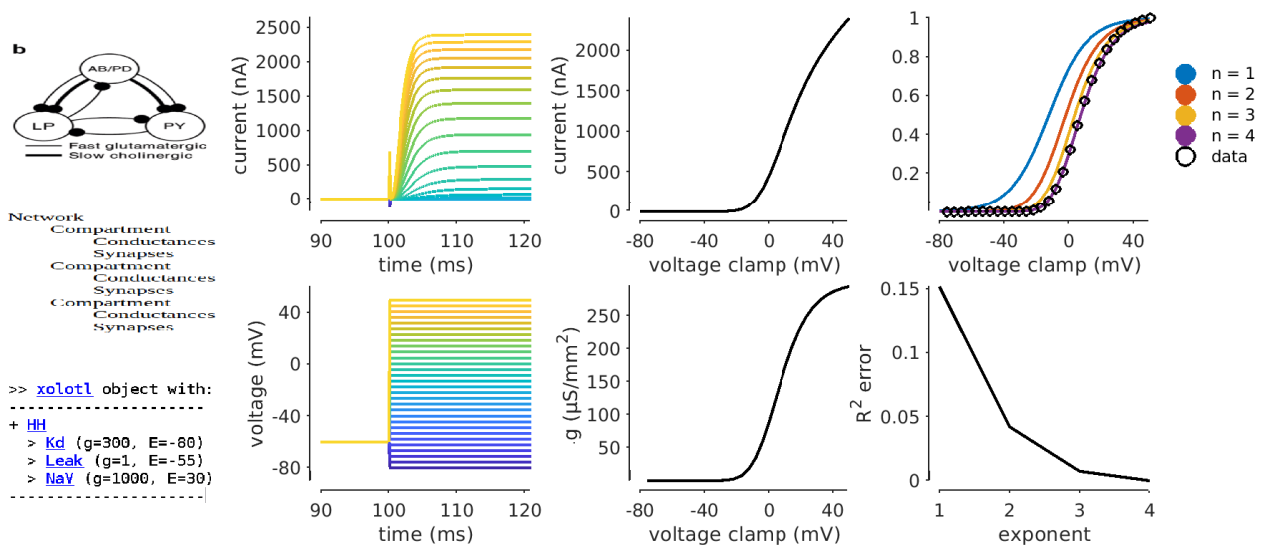 b
AB/PD
LP
PY
Fast glutamatergic
Slow cholinergic
Network
Compartment
Conductances
Synapses
Compartment
Conductances
Synapses
Compartment
Conductances
Synapses
>> xolotl object with:
---------------------
+ HH
> Kd (g=300, E=-80)
> Leak (g=1, E=-55)
> NaV (g=1000, E=30)
---------------------
current (nA)
2500
2000
1500
1000
500
0
90
100
110
120
time (ms)
current (nA)
2000
1500
1000
500
0
-80
-40
0
40
voltage clamp (mV)
1
0.8
0.6
0.4
0.2
-80
-40
0
40
voltage clamp (mV)
n = 1
n = 2
n = 3
n = 4
data
voltage (mV)
40
0
-40
-80
90
100
110
120
time (ms)
g (μS/mm²)
250
200
150
100
50
-80
-40
0
40
voltage clamp (mV)
R² error
0.15
0.1
0.05
0
1
2
3
4
exponent